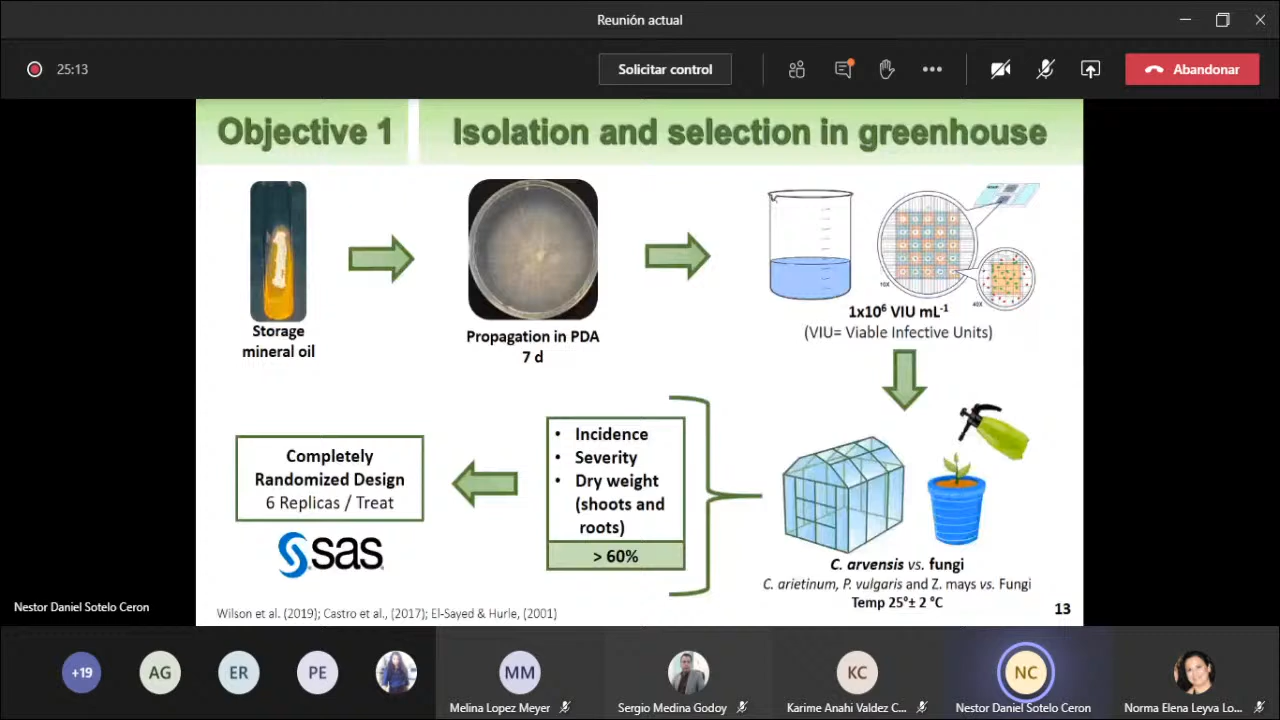 Reunión actual
25:13
Solicitar control
Abandonar
Objective 1
Isolation and selection in greenhouse
Storage
mineral oil
Propagation in PDA
7 d
10X
40X
1x10⁶ VIU mL⁻¹
(VIU= Viable Infective Units)
• Incidence
• Severity
• Dry weight
(shoots and
roots)
> 60%
Completely
Randomized Design
6 Replicas / Treat
sas
C. arvensis vs. fungi
C. arietinum, P. vulgaris and Z. mays vs. Fungi
Temp 25°± 2 °C
Nestor Daniel Sotelo Ceron
Wilson et al. (2019); Castro et al., (2017); El-Sayed & Hurle, (2001)
13
+19
AG
ER
PE
MM
KC
NC
Melina Lopez Meyer
Sergio Medina Godoy
Karime Anahi Valdez C...
Nestor Daniel Sotelo Ceron
Norma Elena Leyva Lo...